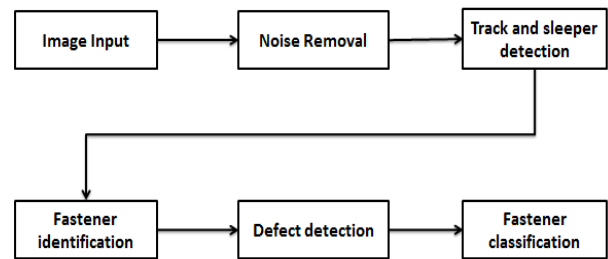 Image Input
Noise Removal
Track and sleeper
detection
Fastener
identification
Defect detection
Fastener
classification